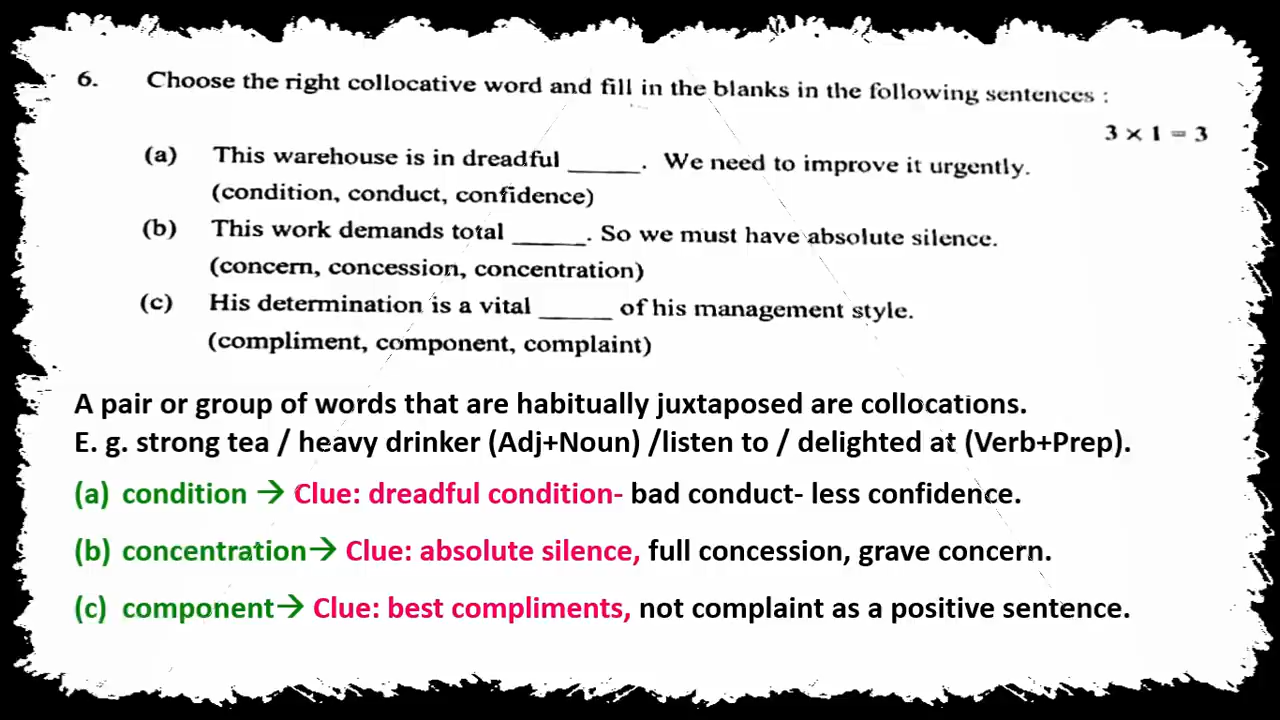 6. Choose the right collocative word and fill in the blanks in the following sentences :
3 × 1 = 3
(a) This warehouse is in dreadful _____. We need to improve it urgently.
(condition, conduct, confidence)
(b) This work demands total _____. So we must have absolute silence.
(concern, concession, concentration)
(c) His determination is a vital _____ of his management style.
(compliment, component, complaint)
A pair or group of words that are habitually juxtaposed are collocations.
E. g. strong tea / heavy drinker (Adj+Noun) /listen to / delighted at (Verb+Prep).
(a) condition → Clue: dreadful condition- bad conduct- less confidence.
(b) concentration→ Clue: absolute silence, full concession, grave concern.
(c) component→ Clue: best compliments, not complaint as a positive sentence.